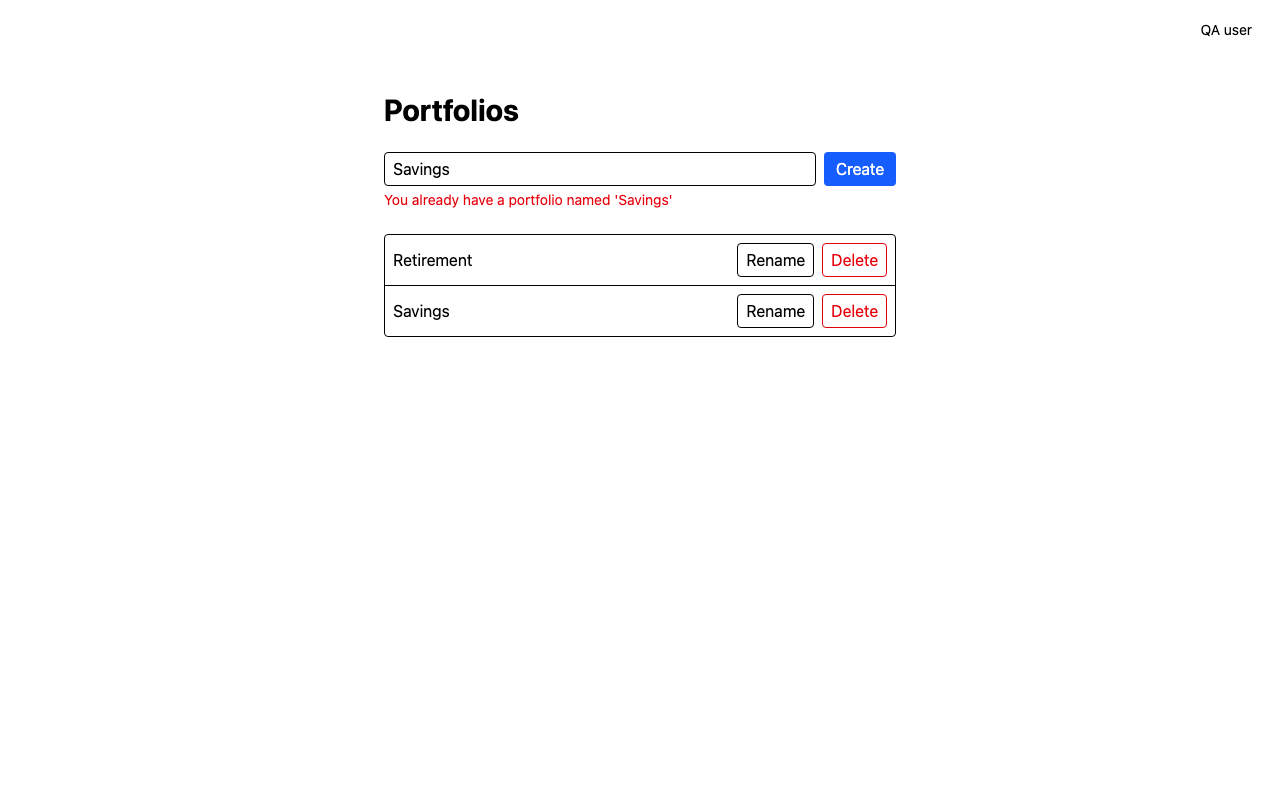 QA user
Portfolios
Savings Create
You already have a portfolio named 'Savings'
Retirement Rename Delete
Savings Rename Delete